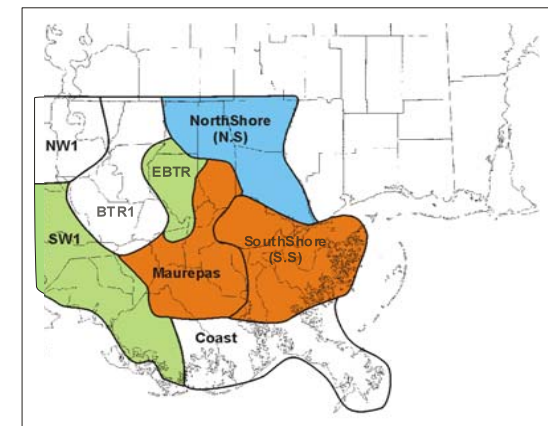 NorthShore
(N.S)
NW1
EBTR
BTR1
SW1
SouthShore
(S.S)
Maurepas
Coast